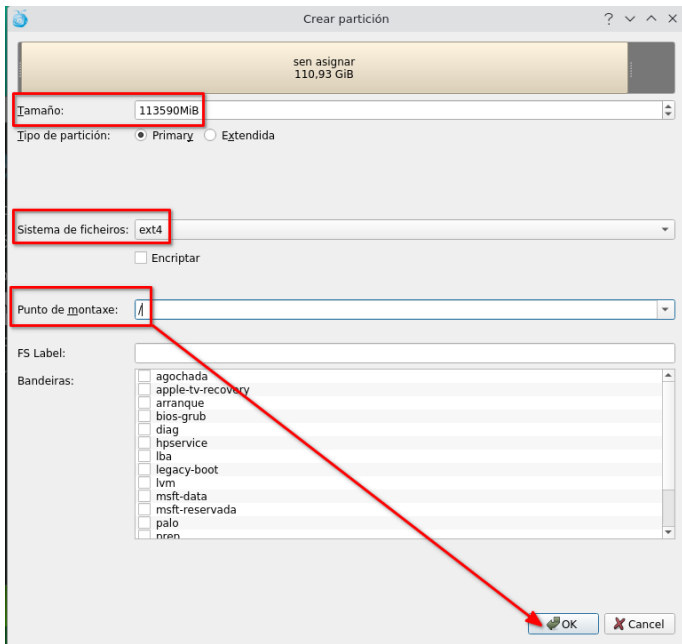 Crear partición
sen asignar
110,93 GiB
Tamaño: 113590MiB
Tipo de partición: Primary Extendida
Sistema de ficheiros: ext4
Encriptar
Punto de montaxe: /
FS Label:
Bandeiras:
agochada
apple-tv-recovery
arranque
bios-grub
diag
hpservice
lba
legacy-boot
lvm
msft-data
msft-reservada
palo
prep
OK Cancel